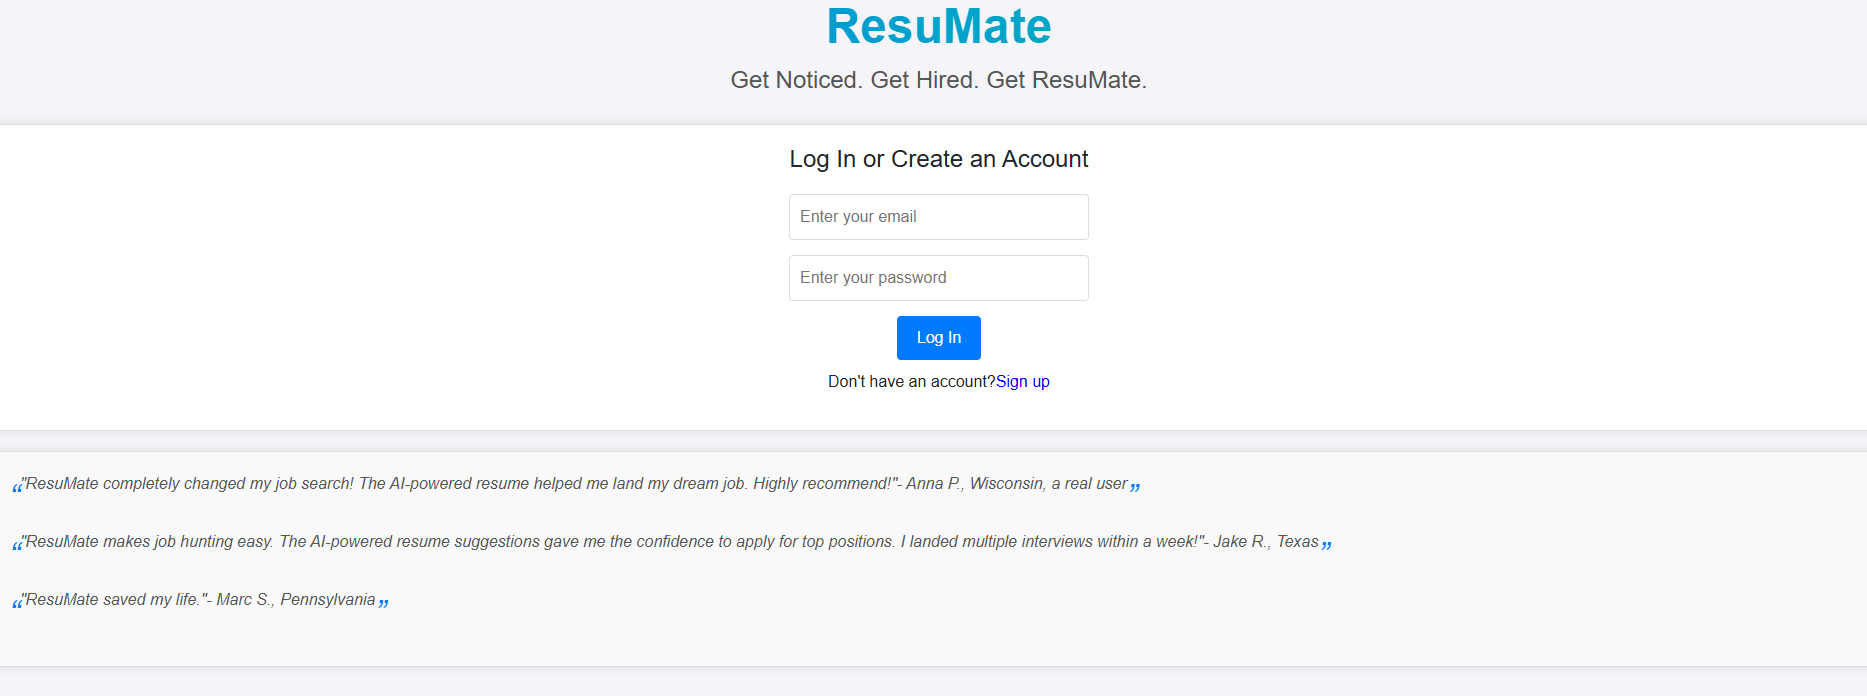 ResuMate
Get Noticed. Get Hired. Get ResuMate.
Log In or Create an Account
Enter your email
Enter your password
Log In
Don't have an account?Sign up
“"ResuMate completely changed my job search! The AI-powered resume helped me land my dream job. Highly recommend!"- Anna P., Wisconsin, a real user”
“"ResuMate makes job hunting easy. The AI-powered resume suggestions gave me the confidence to apply for top positions. I landed multiple interviews within a week!"- Jake R., Texas”
“"ResuMate saved my life."- Marc S., Pennsylvania”